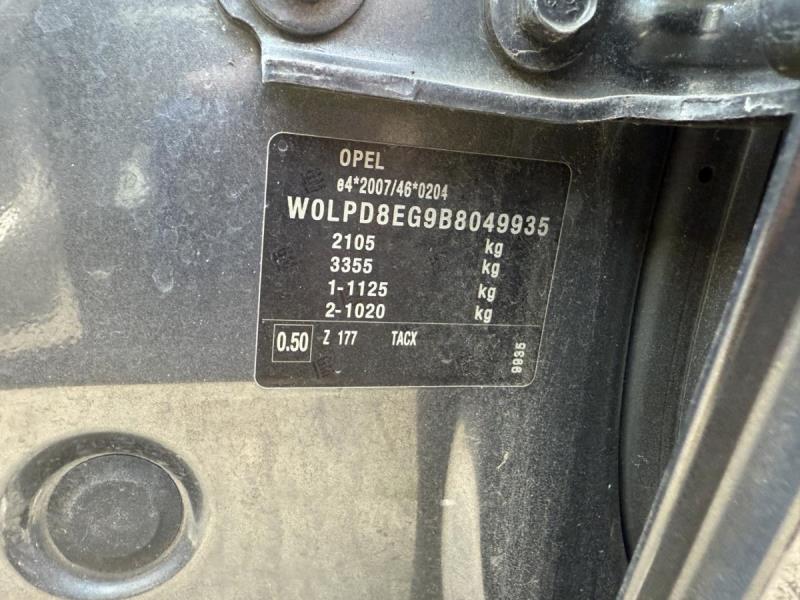 OPEL
e4*2007/46*0204
W0LPD8EG9B8049935
2105 kg
3355 kg
1-1125 kg
2-1020 kg
0.50 Z 177 TACX
9935